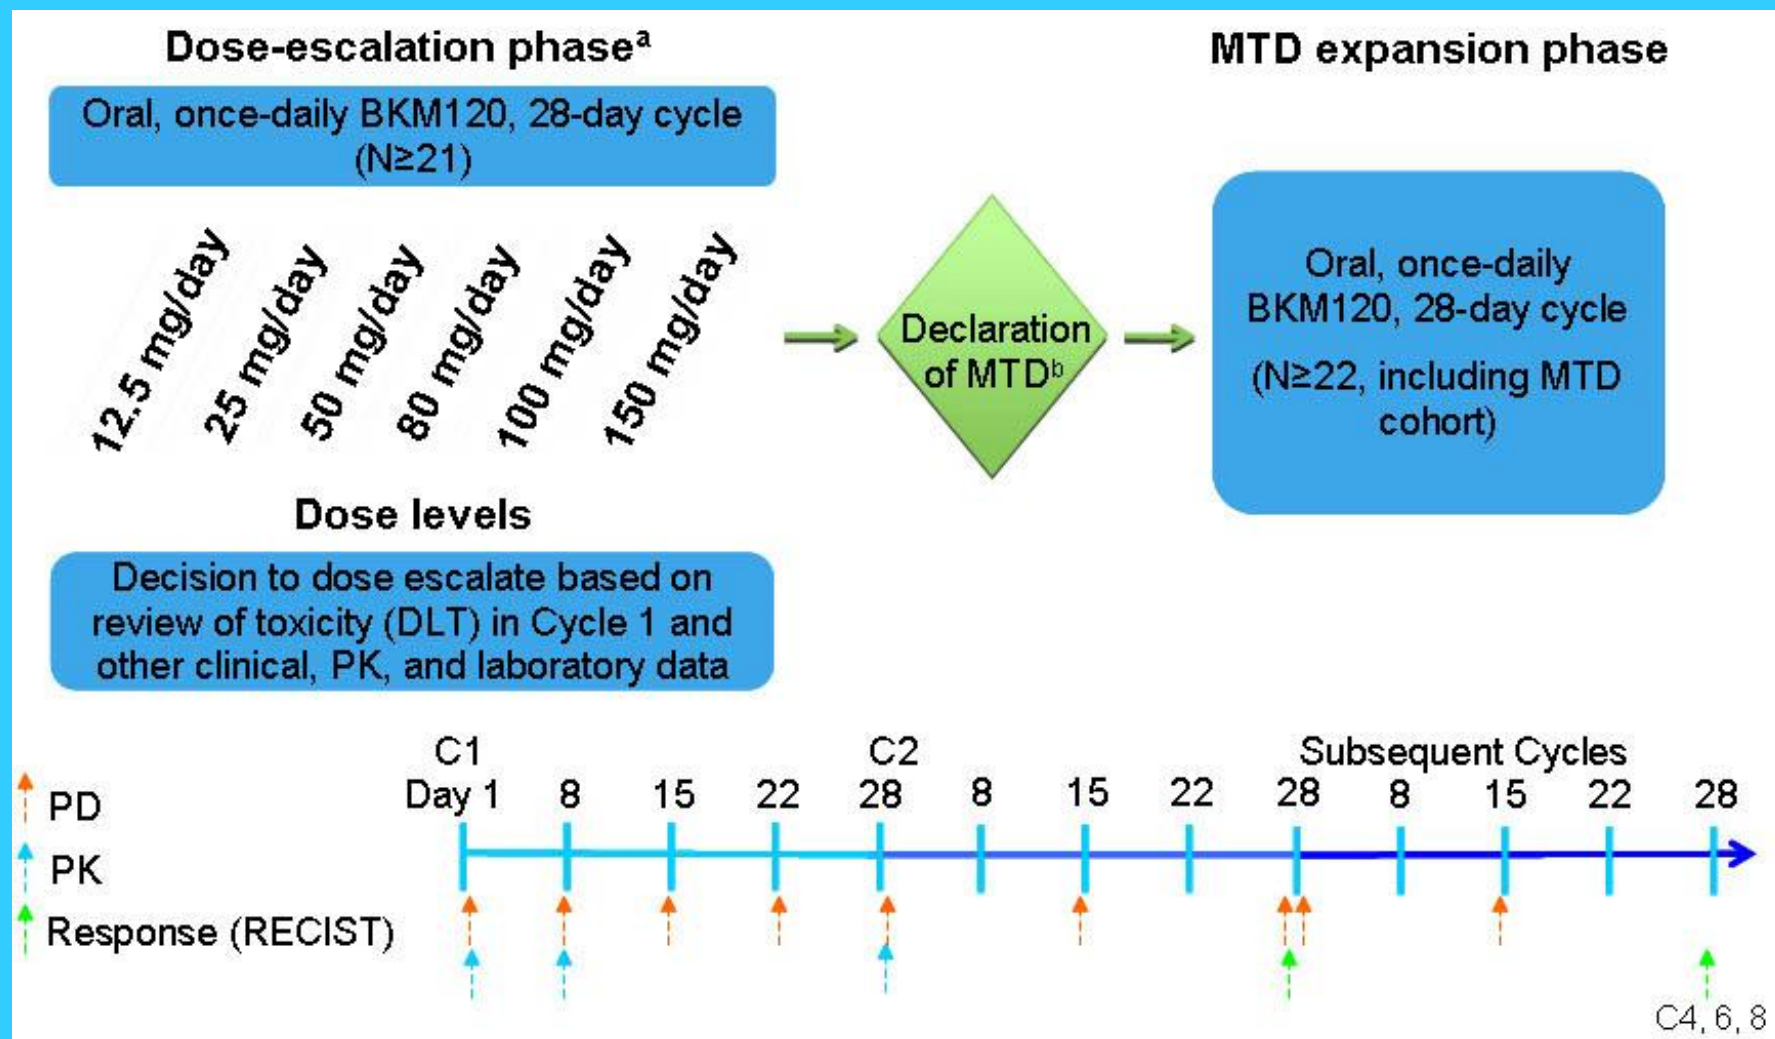 Dose-escalation phaseᵃ
MTD expansion phase
Oral, once-daily BKM120, 28-day cycle
(N≥21)
12.5 mg/day
25 mg/day
50 mg/day
80 mg/day
100 mg/day
150 mg/day
Declaration
of MTDᵇ
Oral, once-daily
BKM120, 28-day cycle
(N≥22, including MTD
cohort)
Dose levels
Decision to dose escalate based on
review of toxicity (DLT) in Cycle 1 and
other clinical, PK, and laboratory data
C1 C2 Subsequent Cycles
Day 1 8 15 22 28 8 15 22 28 8 15 22 28
PD
PK
Response (RECIST)
C4, 6, 8